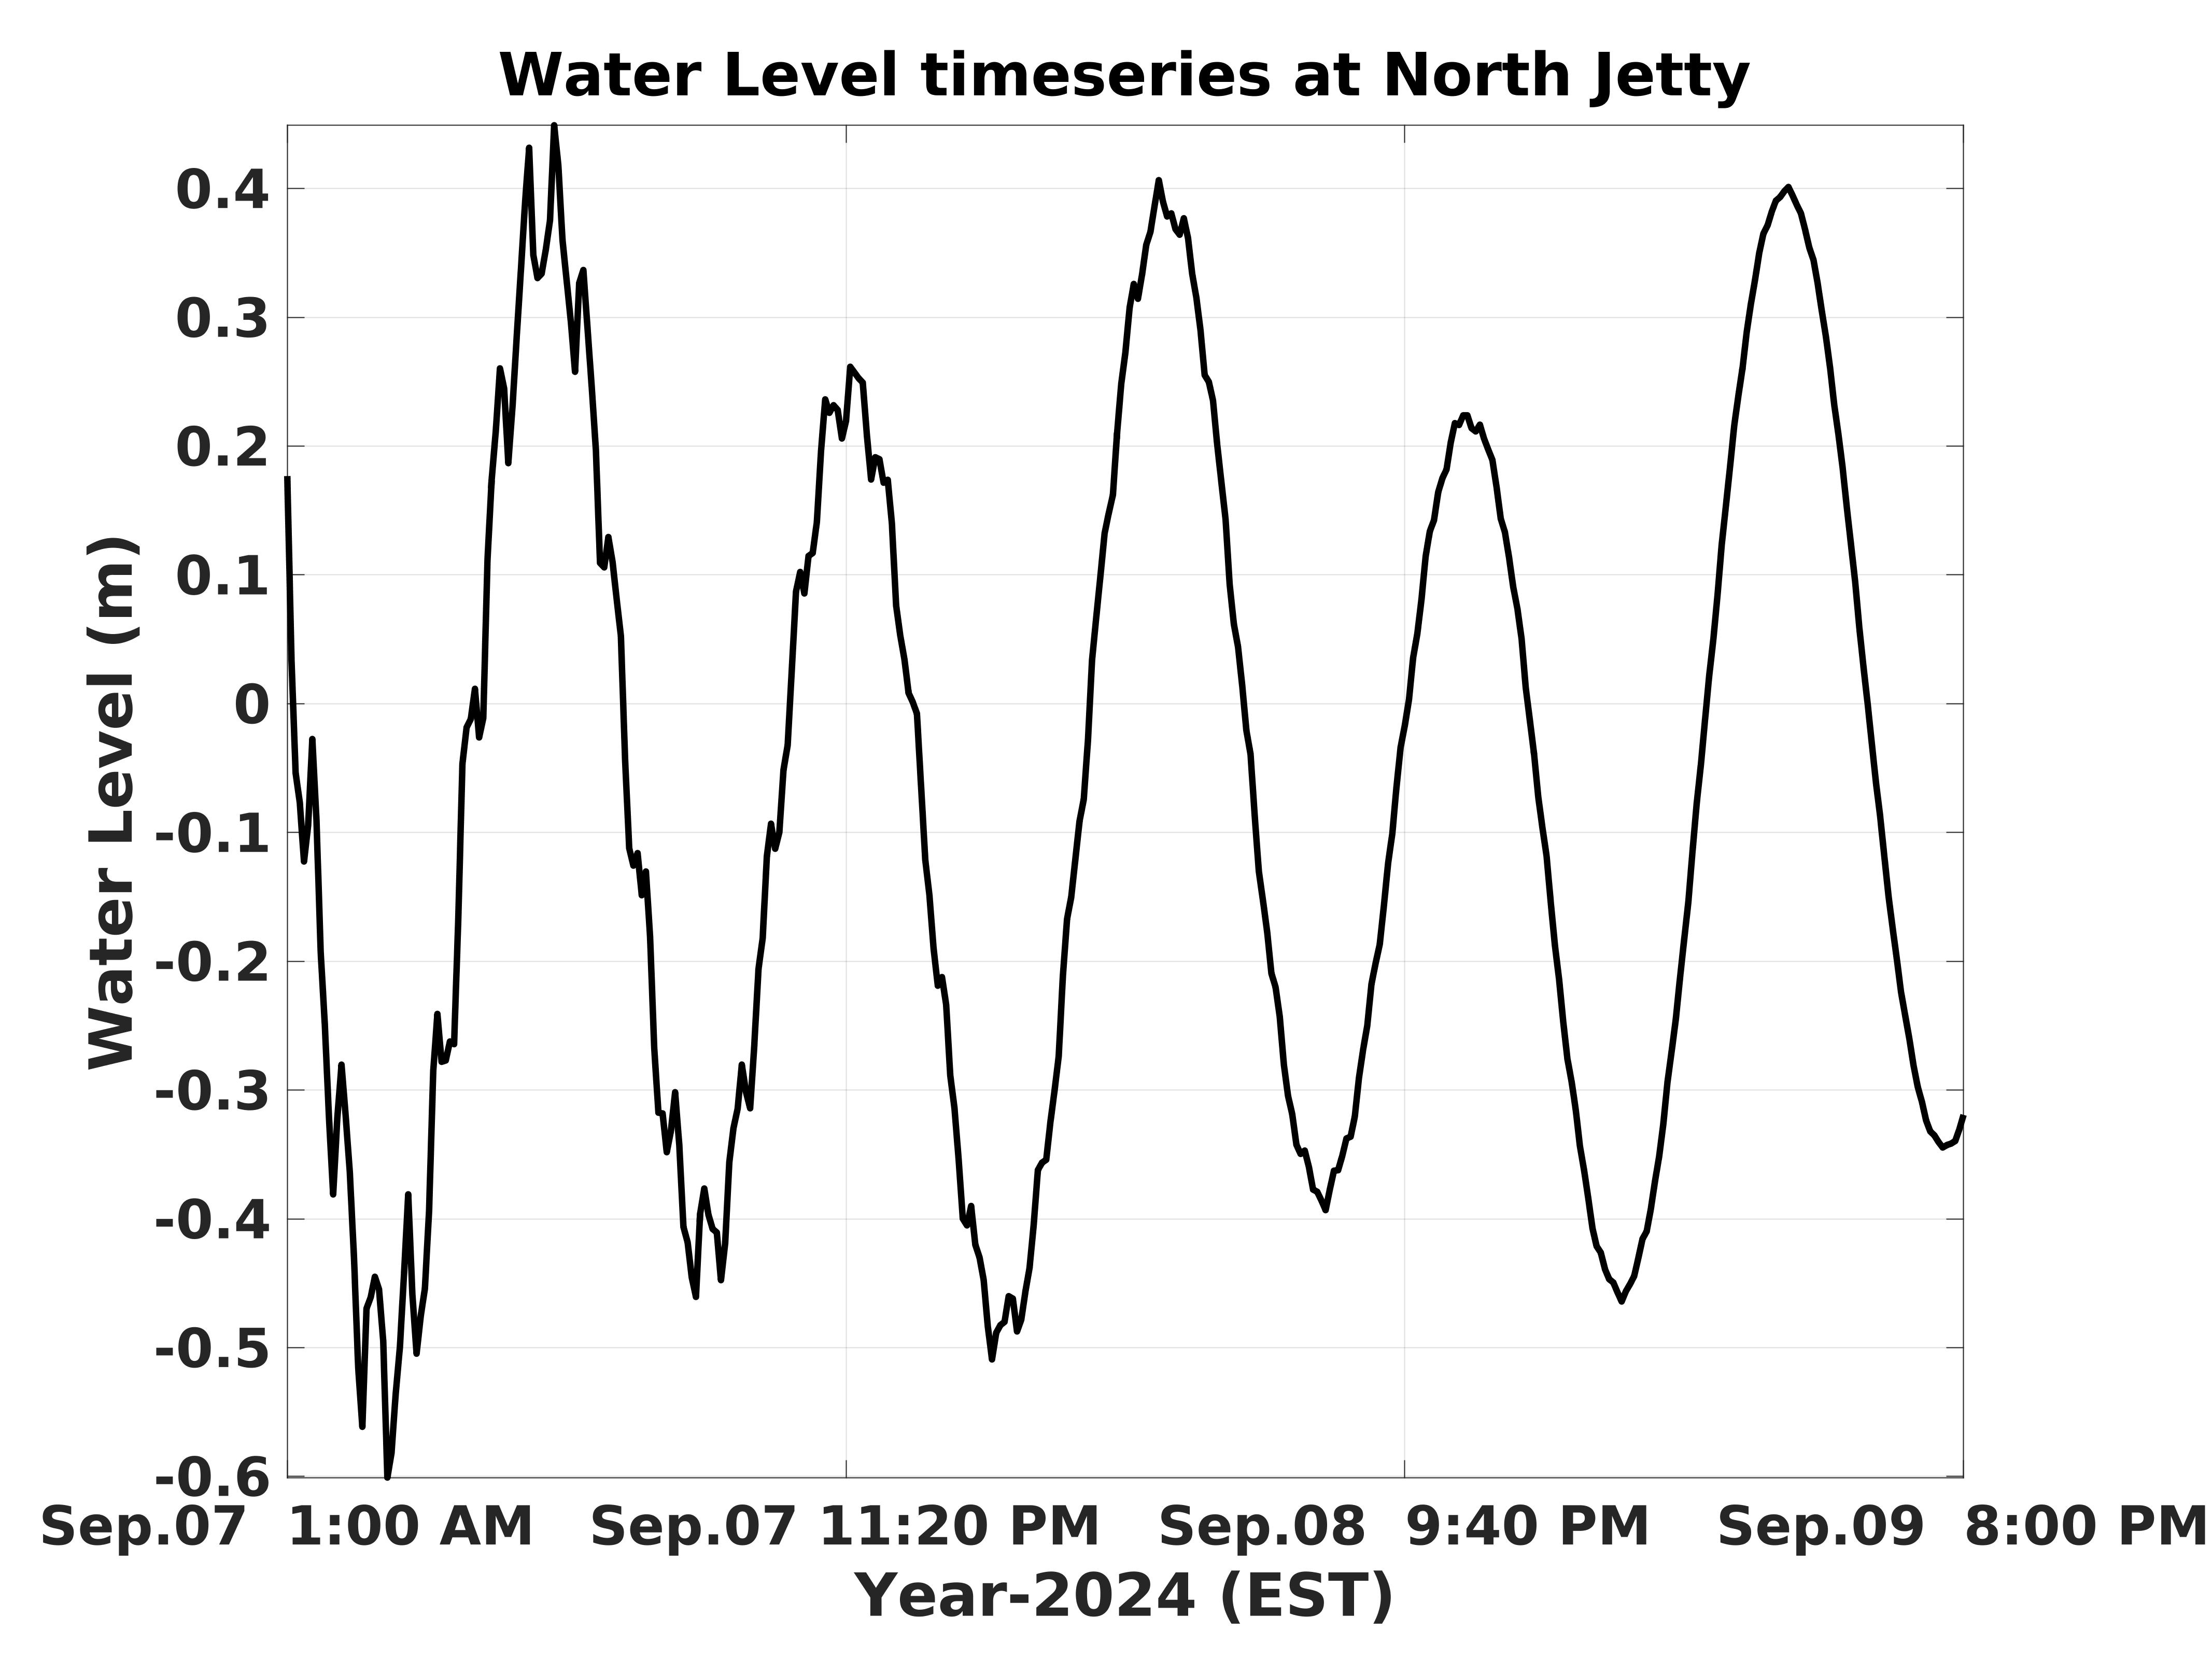 Water Level timeseries at North Jetty
Water Level (m)
0.4
0.3
0.2
0.1
0
-0.1
-0.2
-0.3
-0.4
-0.5
-0.6
Sep.07 1:00 AM Sep.07 11:20 PM Sep.08 9:40 PM Sep.09 8:00 PM
Year-2024 (EST)